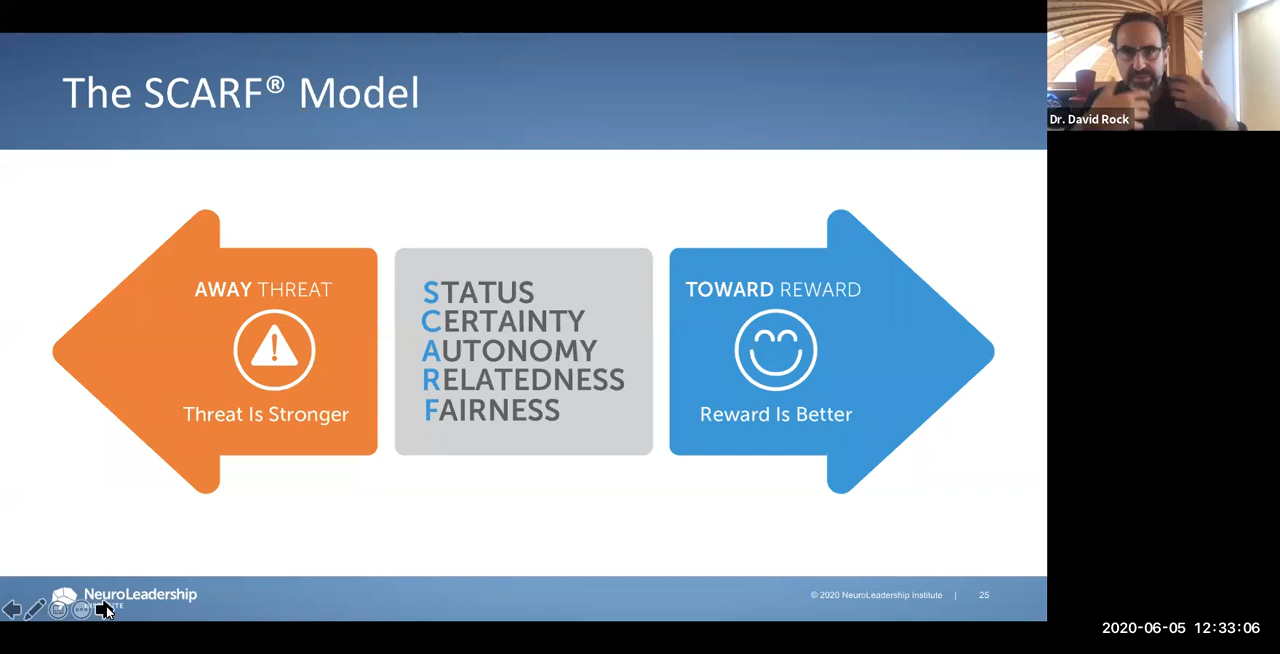 The SCARF® Model
Dr. David Rock
AWAY THREAT
Threat Is Stronger
STATUS
CERTAINTY
AUTONOMY
RELATEDNESS
FAIRNESS
TOWARD REWARD
Reward Is Better
NeuroLeadership
© 2020 NeuroLeadership Institute | 25
2020-06-05 12:33:06